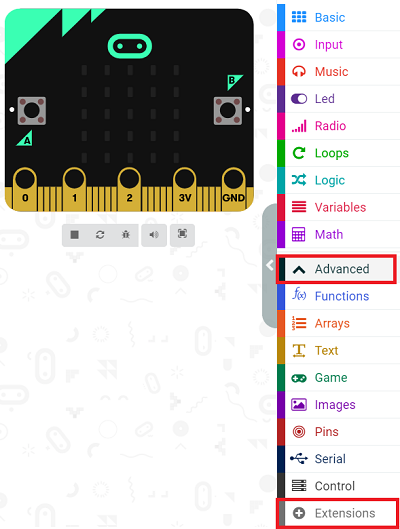 B
A
0 1 2 3V GND
Basic
Input
Music
Led
Radio
Loops
Logic
Variables
Math
Advanced
f(x) Functions
Arrays
Text
Game
Images
Pins
Serial
Control
Extensions